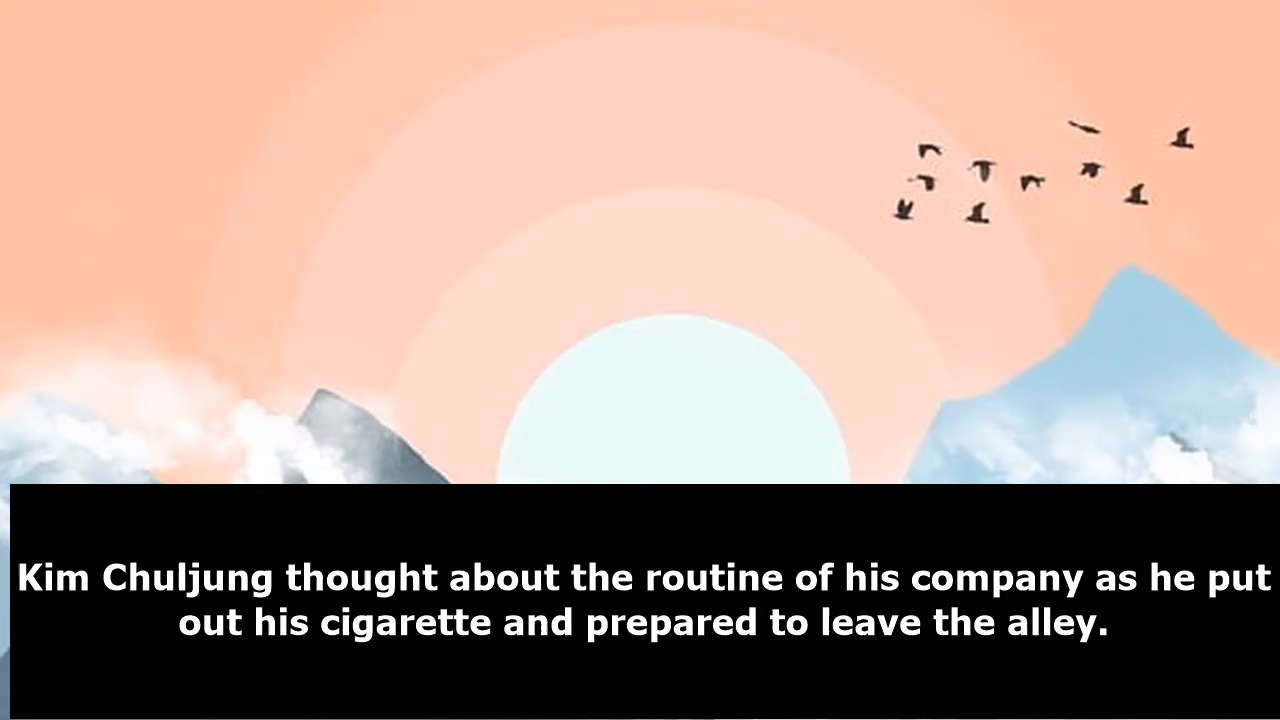 Kim Chuljung thought about the routine of his company as he put
out his cigarette and prepared to leave the alley.